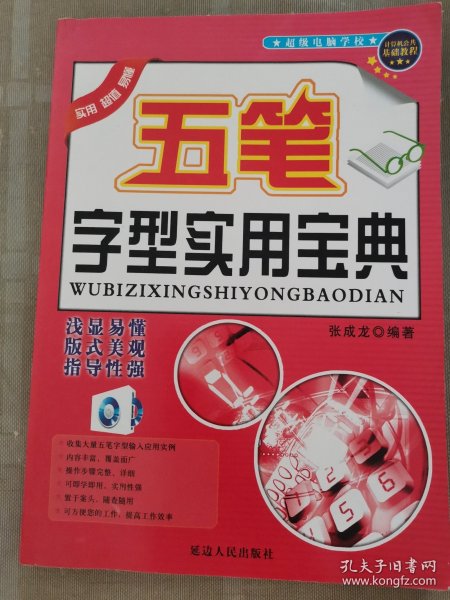 ★超级电脑学校★
计算机公共
基础教程
★★★
实用 超值 易懂
五笔
字型实用宝典
WUBIZIXINGSHIYONGBAODIAN
张成龙◎编著
浅显易懂
版式美观
指导性强
收集大量五笔字型输入应用实例
内容丰富，覆盖面广
操作步骤完整、详细
可即学即用，实用性强
置于案头，随查随用
可方便您的工作，提高工作效率
2
5
5
6
延边人民出版社
孔夫子旧书网
www.kongfz.com